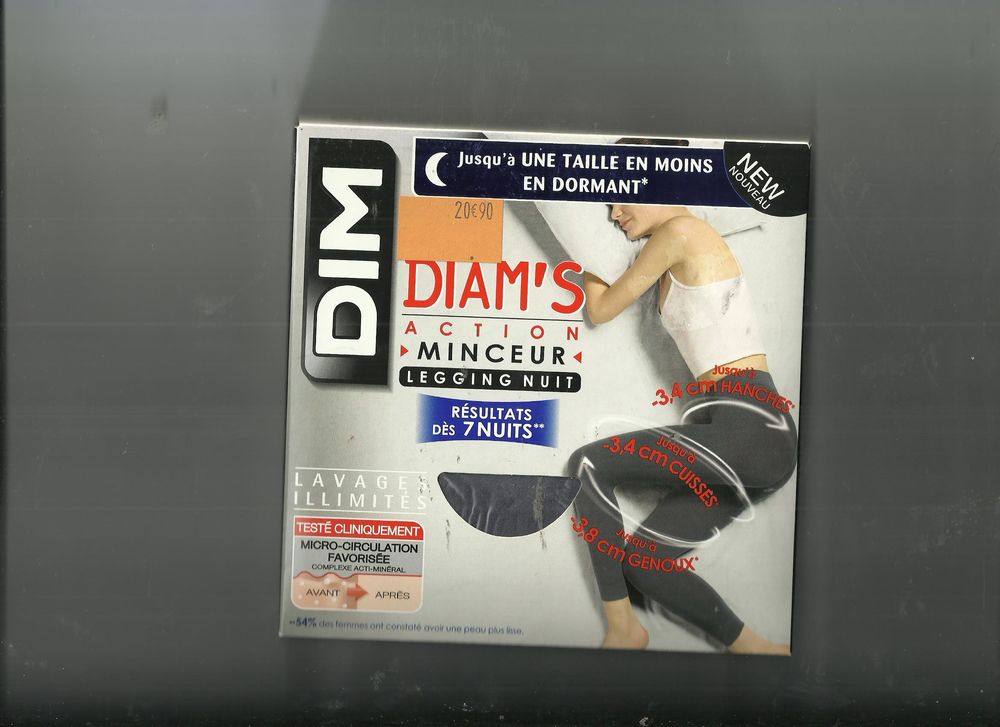 DIM
Jusqu'à UNE TAILLE EN MOINS
EN DORMANT*
NEW
NOUVEAU
20€90
DIAM'S
ACTION
MINCEUR
LEGGING NUIT
RÉSULTATS
DÈS 7 NUITS**
Jusqu'à
-3,4 cm HANCHES*
Jusqu'à
-3,4 cm CUISSES*
Jusqu'à
-3,8 cm GENOUX*
LAVAGES
ILLIMITÉS
TESTÉ CLINIQUEMENT
MICRO-CIRCULATION
FAVORISÉE
COMPLEXE ACTI-MINÉRAL
AVANT APRÈS
54% des femmes ont constaté avoir une peau plus lisse.